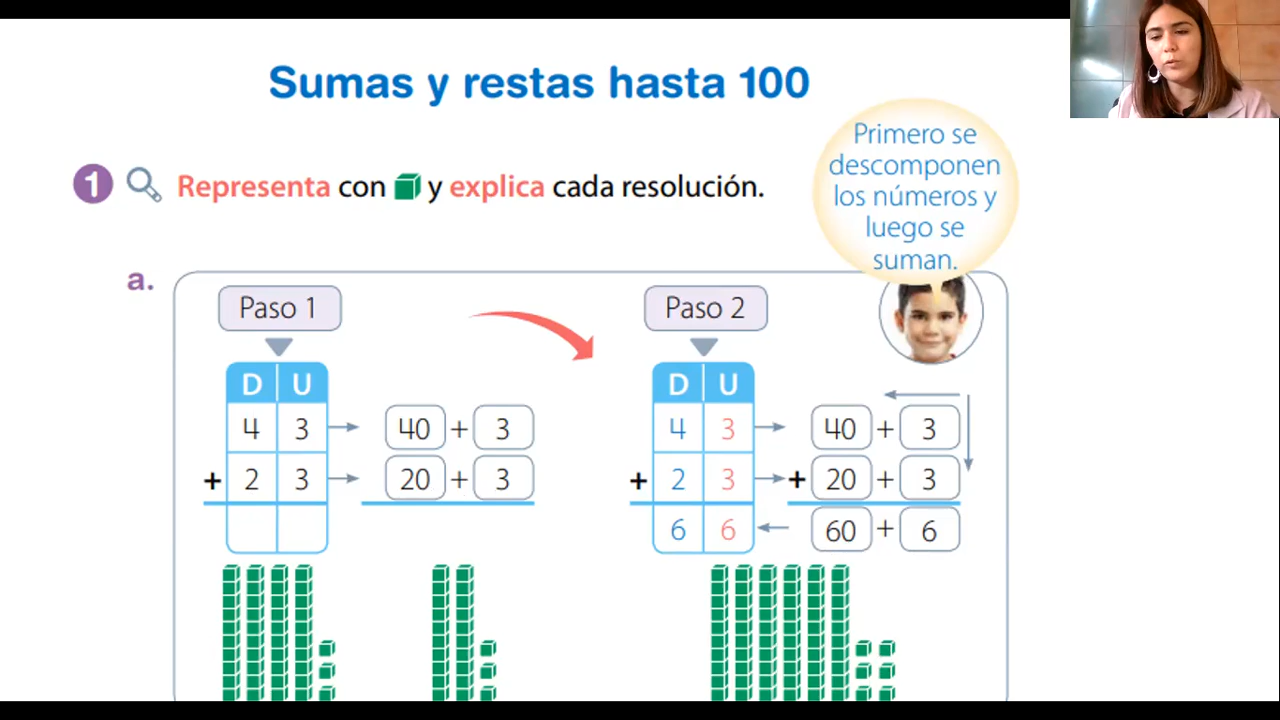 Sumas y restas hasta 100
Primero se
descomponen
los números y
luego se
suman.
1 Representa con y explica cada resolución.
a.
Paso 1
D U
4 3 40 + 3
+ 2 3 20 + 3
Paso 2
D U
4 3 40 + 3
+ 2 3 + 20 + 3
6 6 60 + 6